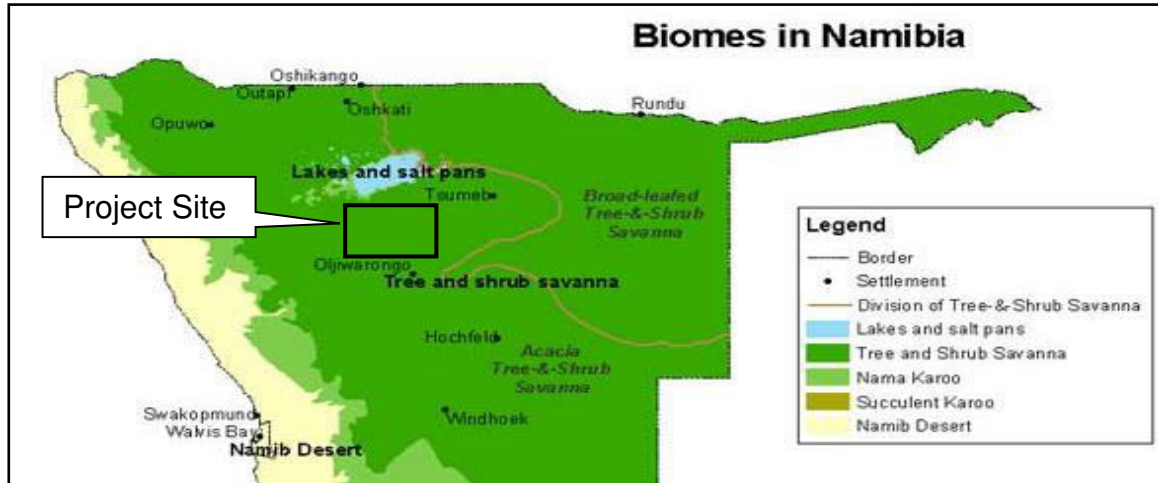 Biomes in Namibia
Oshikango
Outapi
Oshkati
Rundu
Opuwo
Lakes and salt pans
Tsumeb
Broad-leafed
Tree-&-Shrub
Savanna
Project Site
Otjiwarongo
Tree and shrub savanna
Hochfeld
Acacia
Tree-&-Shrub
Savanna
Windhoek
Swakopmund
Walvis Bay
Namib Desert
Legend
Border
Settlement
Division of Tree-&-Shrub Savanna
Lakes and salt pans
Tree and Shrub Savanna
Nama Karoo
Succulent Karoo
Namib Desert